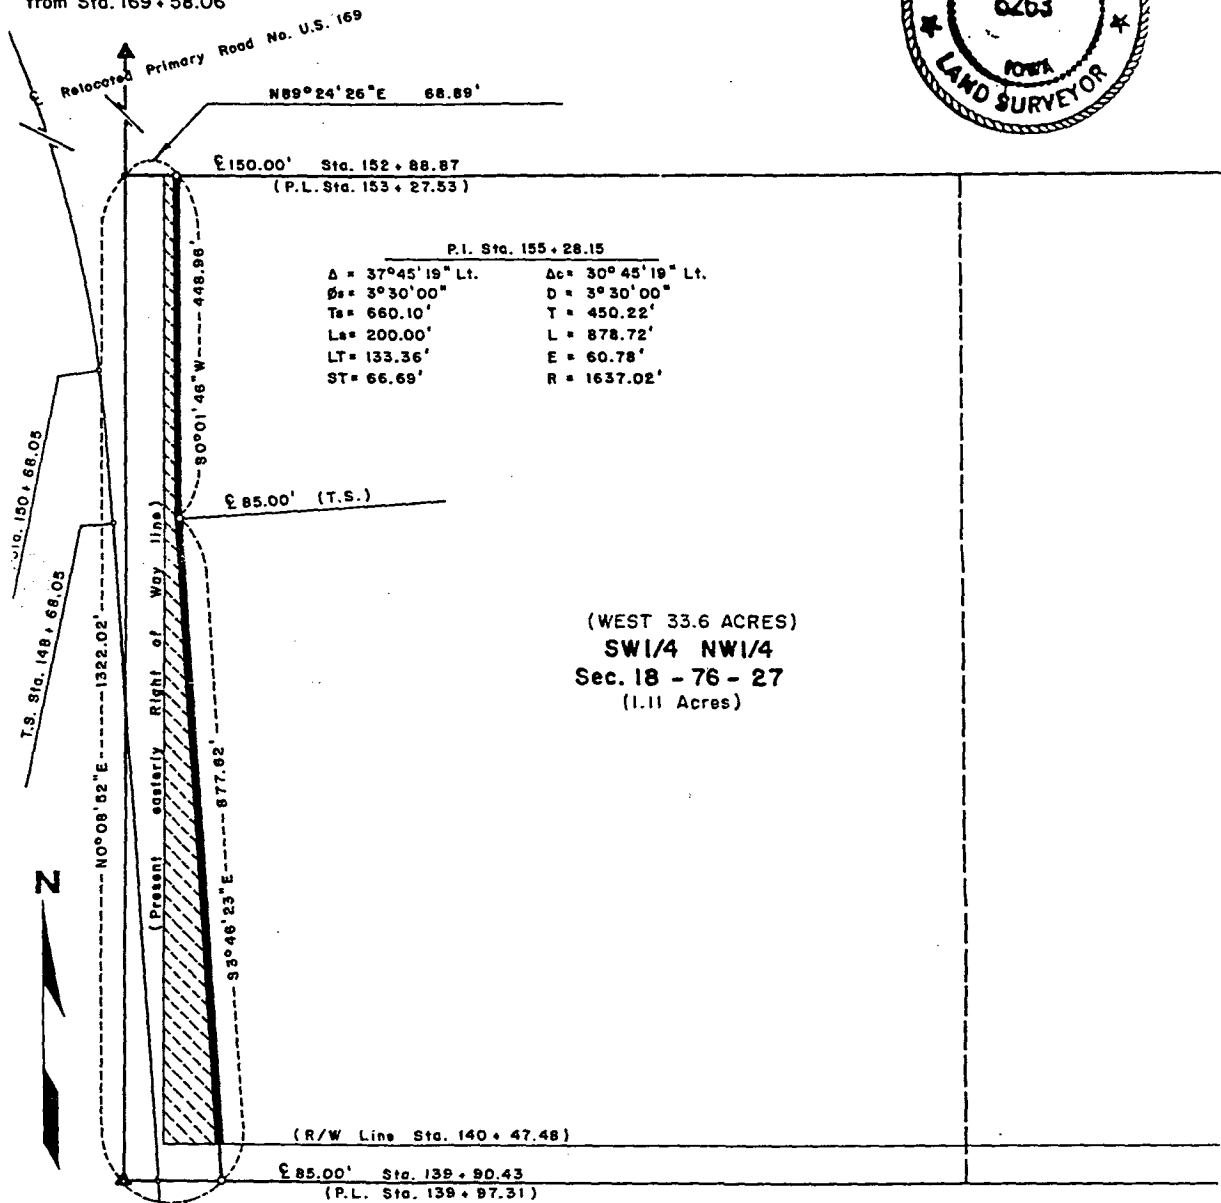 from Sta. 169+58.06
6263
IOWA
LAND SURVEYOR
℄ Relocated Primary Road No. U.S. 169
N89°24'26"E 68.89'
℄ 150.00' Sta. 152+88.87
(P.L. Sta. 153+27.53)
P.I. Sta. 155+28.15
Δ = 37°45'19" Lt. Δc= 30°45'19" Lt.
Øs= 3°30'00" D = 3°30'00"
Ts= 660.10' T = 450.22'
Ls= 200.00' L = 878.72'
LT= 133.36' E = 60.78'
ST= 66.69' R = 1637.02'
S0°01'46"W----448.96'
Sta. 150+68.05
℄ 85.00' (T.S.)
T.S. Sta. 148+68.05
N0°08'52"E-----1322.02'
(Present easterly Right of Way line)
(WEST 33.6 ACRES)
SW1/4 NW1/4
Sec. 18 - 76 - 27
(1.11 Acres)
S3°46'23"E----877.62'
N
(R/W Line Sta. 140+47.48)
℄ 85.00' Sta. 139+90.43
(P.L. Sta. 139+97.31)